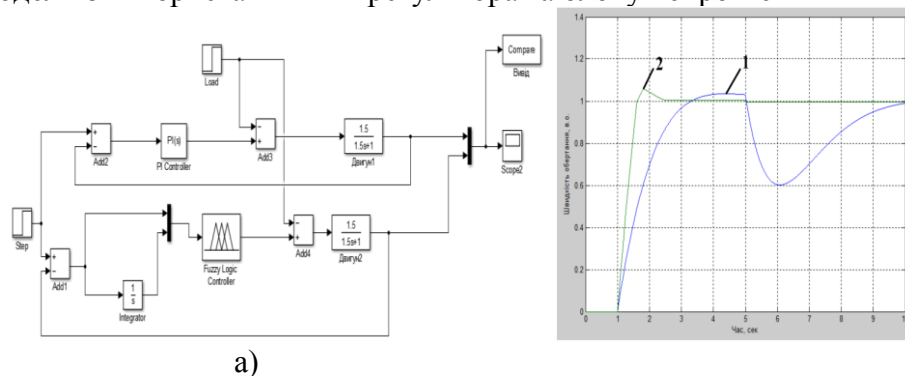 Load
Compare
Вивід
Add2
PI(s)
PI Controller
Add3
1.5
1.5s+1
Двигун1
Scope2
Step
Add1
1
s
Integrator
Fuzzy Logic
Controller
Add4
1.5
1.5s+1
Двигун2
а)
2
1
Швидкість обертання, в.о.
1.4
1.2
1
0.8
0.6
0.4
0.2
0
0 1 2 3 4 5 6 7 8 9 10
Час, сек